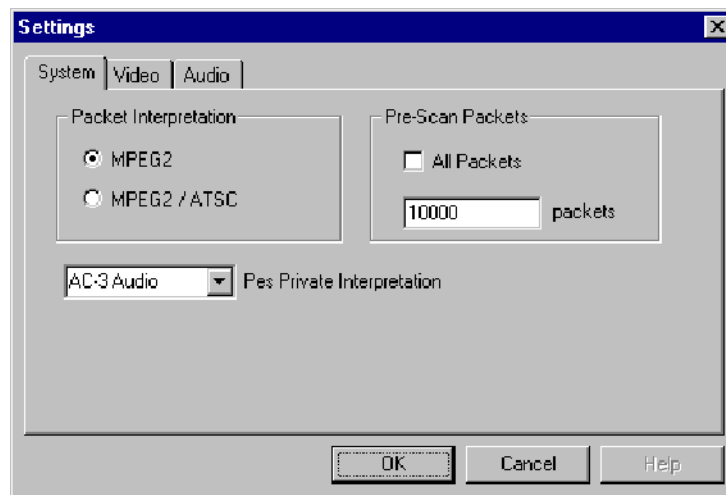 Settings
System Video Audio
Packet Interpretation
MPEG2
MPEG2 / ATSC
Pre-Scan Packets
All Packets
10000 packets
AC-3 Audio Pes Private Interpretation
OK Cancel Help